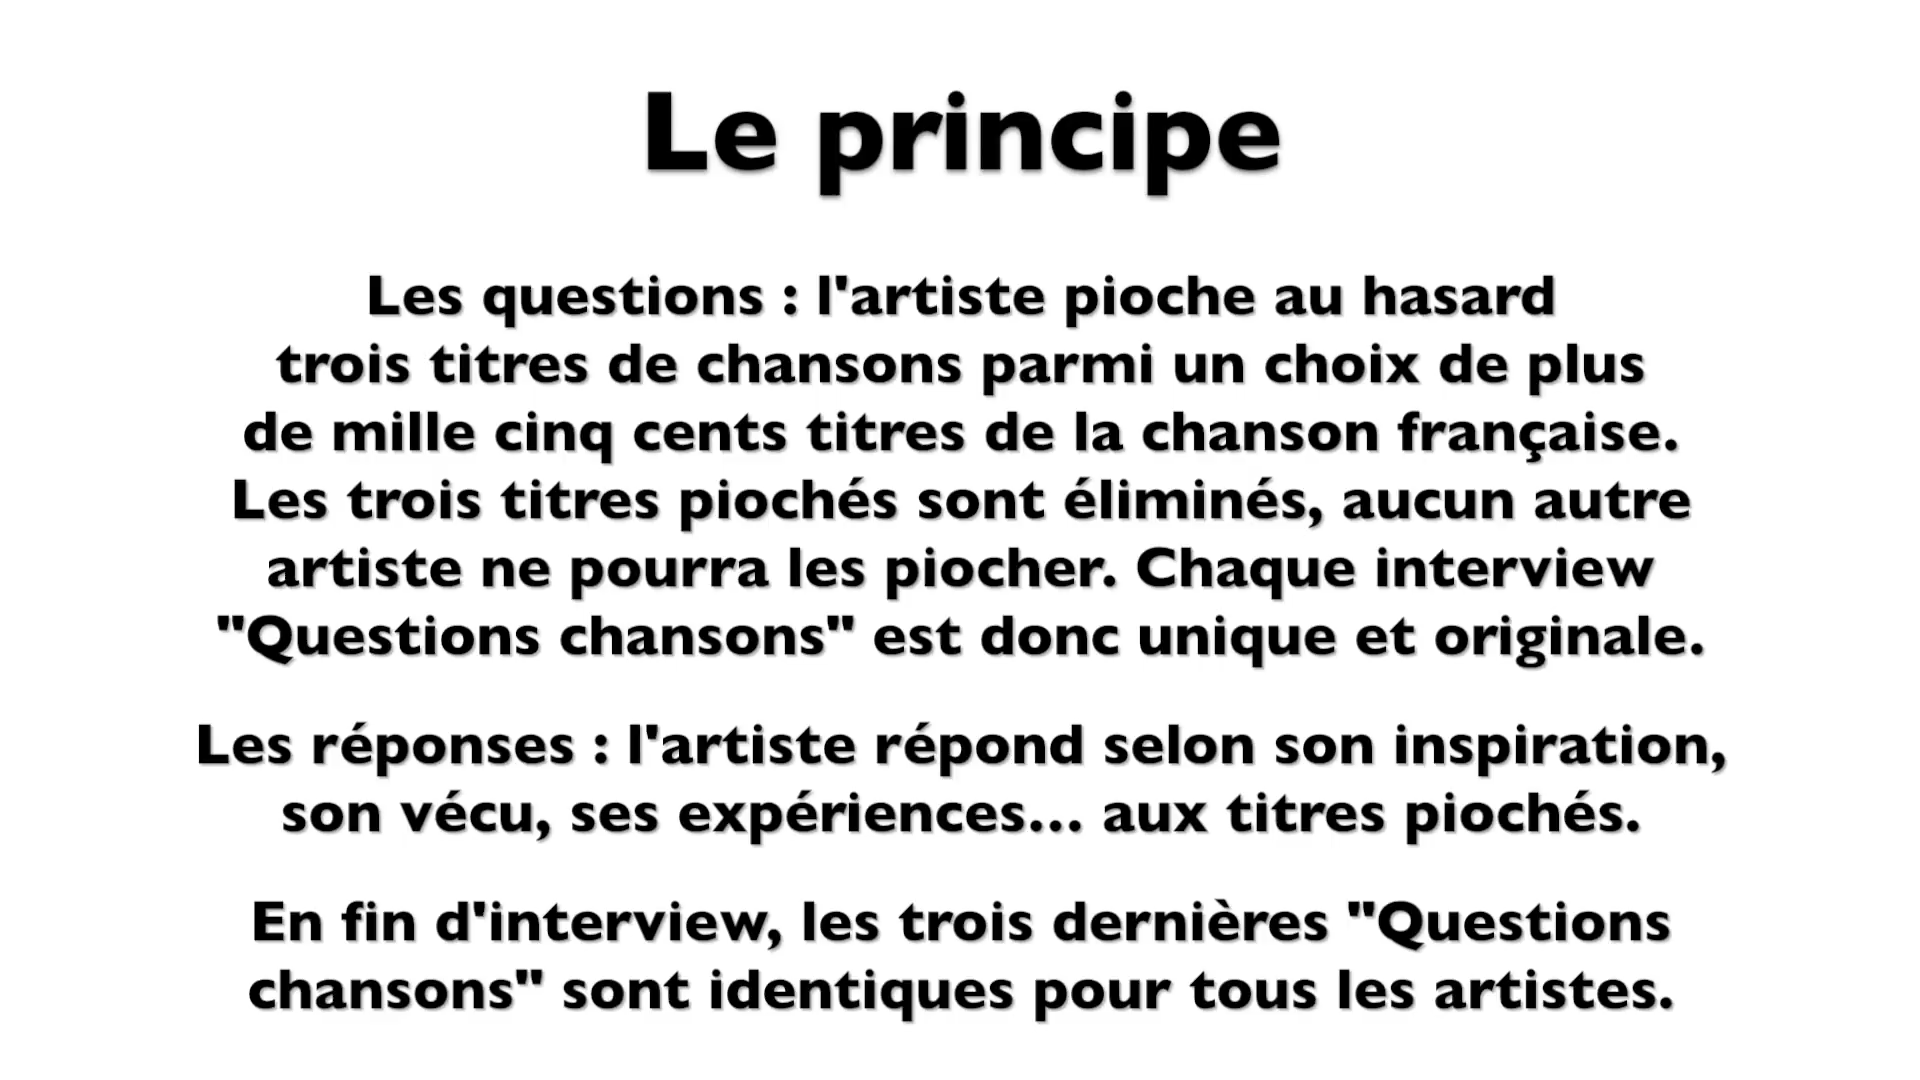 Le principe
Les questions : l'artiste pioche au hasard
trois titres de chansons parmi un choix de plus
de mille cinq cents titres de la chanson française.
Les trois titres piochés sont éliminés, aucun autre
artiste ne pourra les piocher. Chaque interview
"Questions chansons" est donc unique et originale.
Les réponses : l'artiste répond selon son inspiration,
son vécu, ses expériences... aux titres piochés.
En fin d'interview, les trois dernières "Questions
chansons" sont identiques pour tous les artistes.